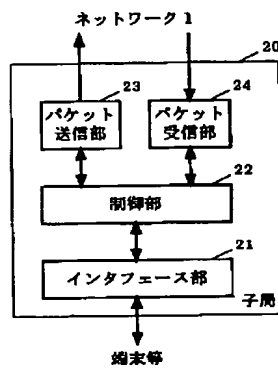 ネットワーク1
20
23
24
パケット
送信部
パケット
受信部
22
制御部
21
インタフェース部
子局
端末等